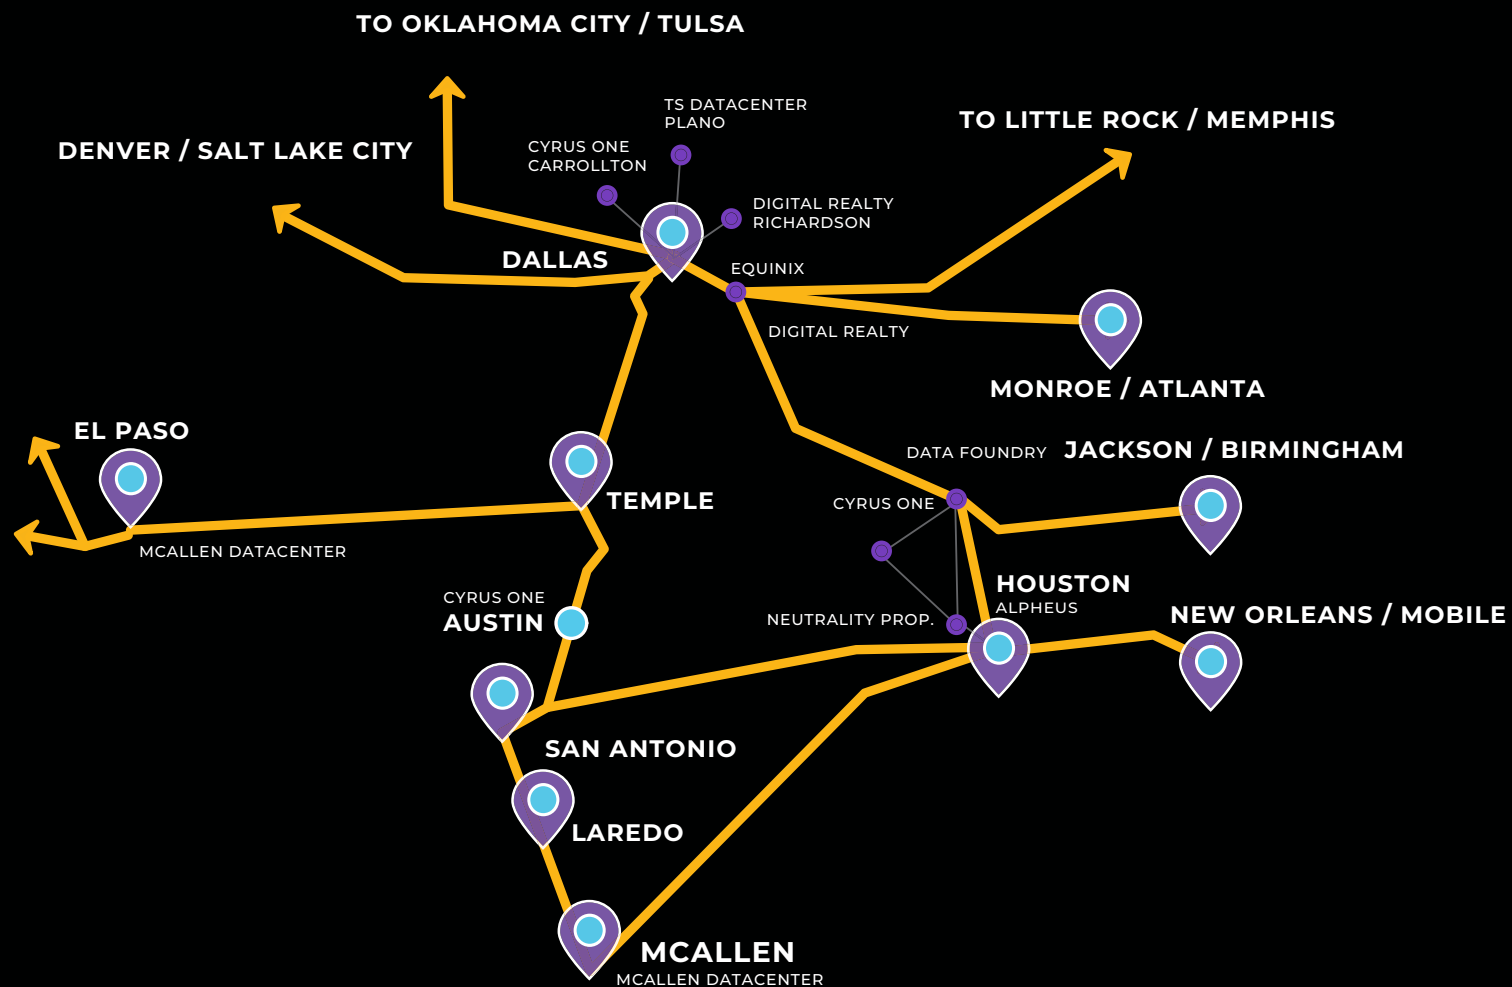 TO OKLAHOMA CITY / TULSA
TS DATACENTER
PLANO
TO LITTLE ROCK / MEMPHIS
DENVER / SALT LAKE CITY
CYRUS ONE
CARROLLTON
DIGITAL REALTY
RICHARDSON
DALLAS
EQUINIX
DIGITAL REALTY
MONROE / ATLANTA
EL PASO
DATA FOUNDRY
JACKSON / BIRMINGHAM
TEMPLE
CYRUS ONE
MCALLEN DATACENTER
HOUSTON
ALPHEUS
CYRUS ONE
AUSTIN
NEUTRALITY PROP.
NEW ORLEANS / MOBILE
SAN ANTONIO
LAREDO
MCALLEN
MCALLEN DATACENTER